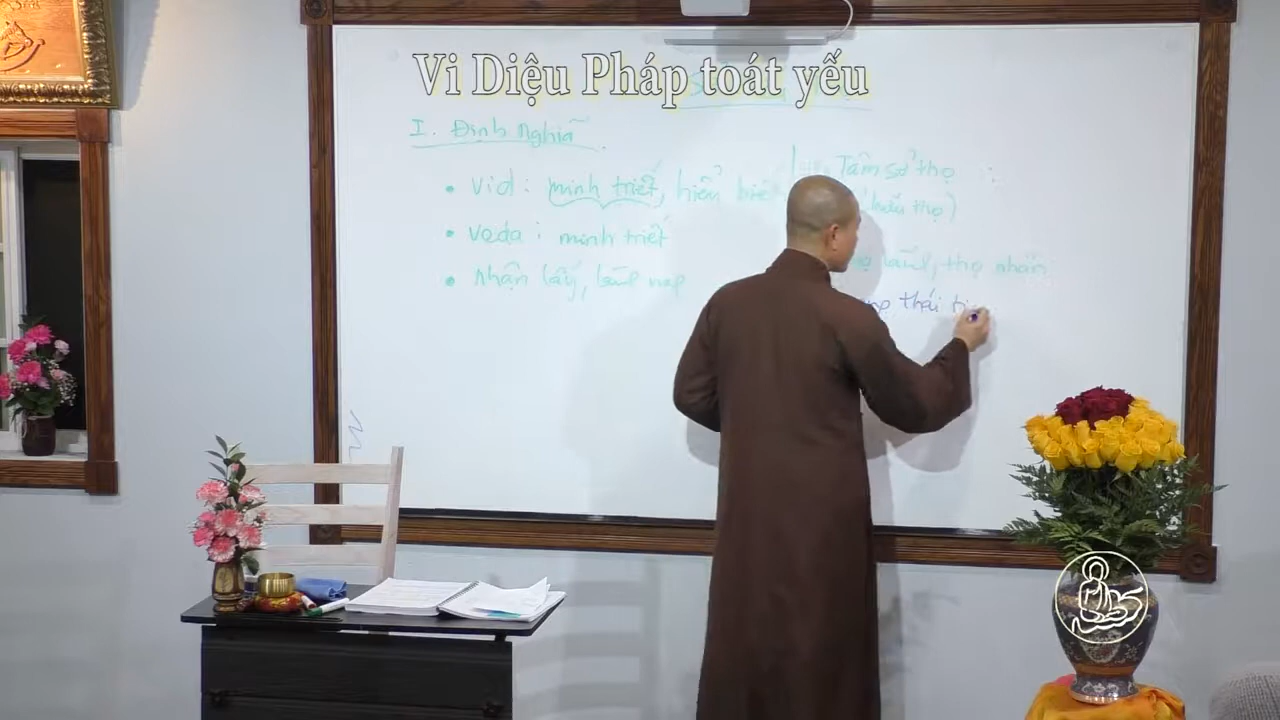 Vi Diệu Pháp toát yếu
I. Định Nghĩa
• vid : minh triết, hiểu biết
• veda : minh triết
• nhận lấy, lãnh nạp
Tâm sở thọ
thọ)
lãnh, thọ nhận
thái